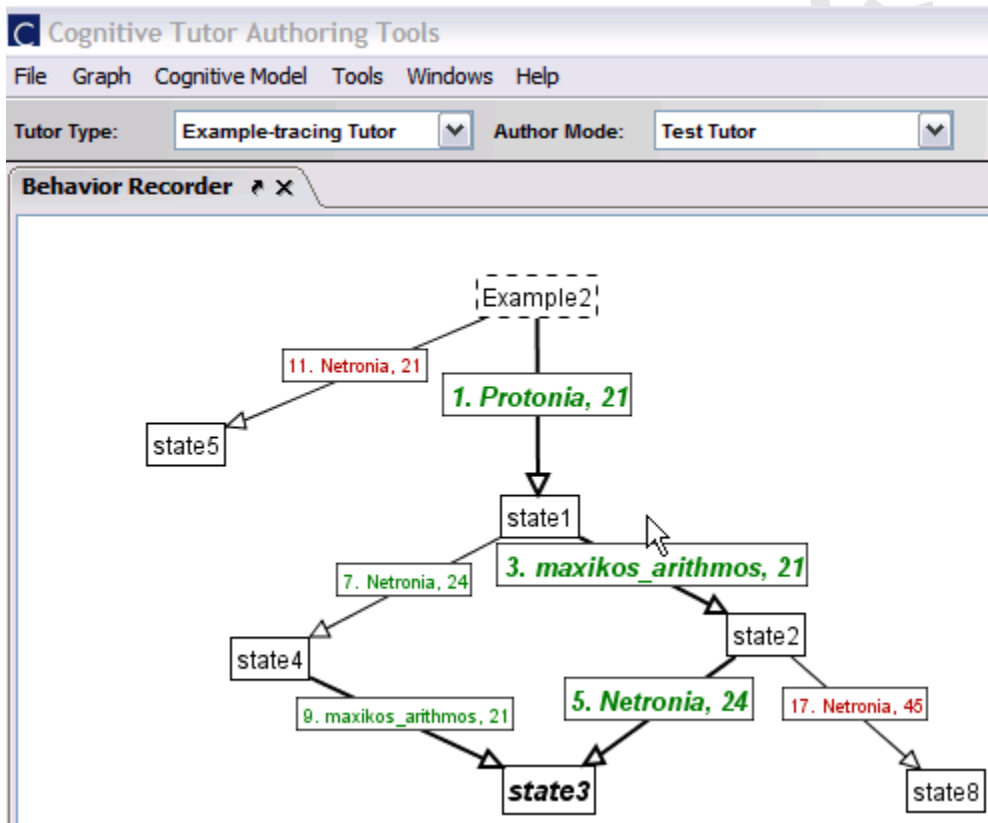 Cognitive Tutor Authoring Tools
File Graph Cognitive Model Tools Windows Help
Tutor Type: Example-tracing Tutor Author Mode: Test Tutor
Behavior Recorder
Example2
11. Netronia, 21
1. Protonia, 21
state5
state1
3. maxikos_arithmos, 21
7. Netronia, 24
state2
state4
5. Netronia, 24
17. Netronia, 45
9. maxikos_arithmos, 21
state3
state8